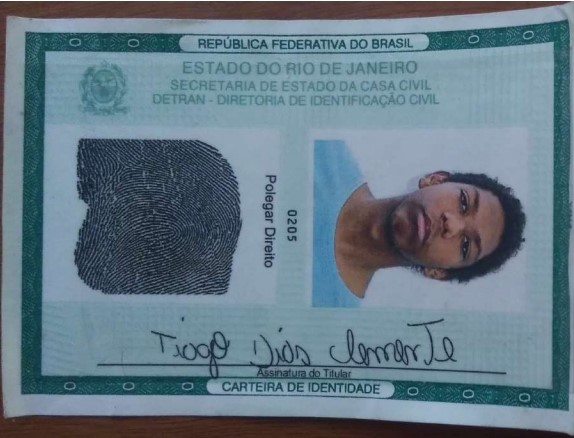 REPÚBLICA FEDERATIVA DO BRASIL
ESTADO DO RIO DE JANEIRO
SECRETARIA DE ESTADO DA CASA CIVIL
DETRAN - DIRETORIA DE IDENTIFICAÇÃO CIVIL
0205
Polegar Direito
Tiago Dias Clemente
Assinatura do Titular
CARTEIRA DE IDENTIDADE